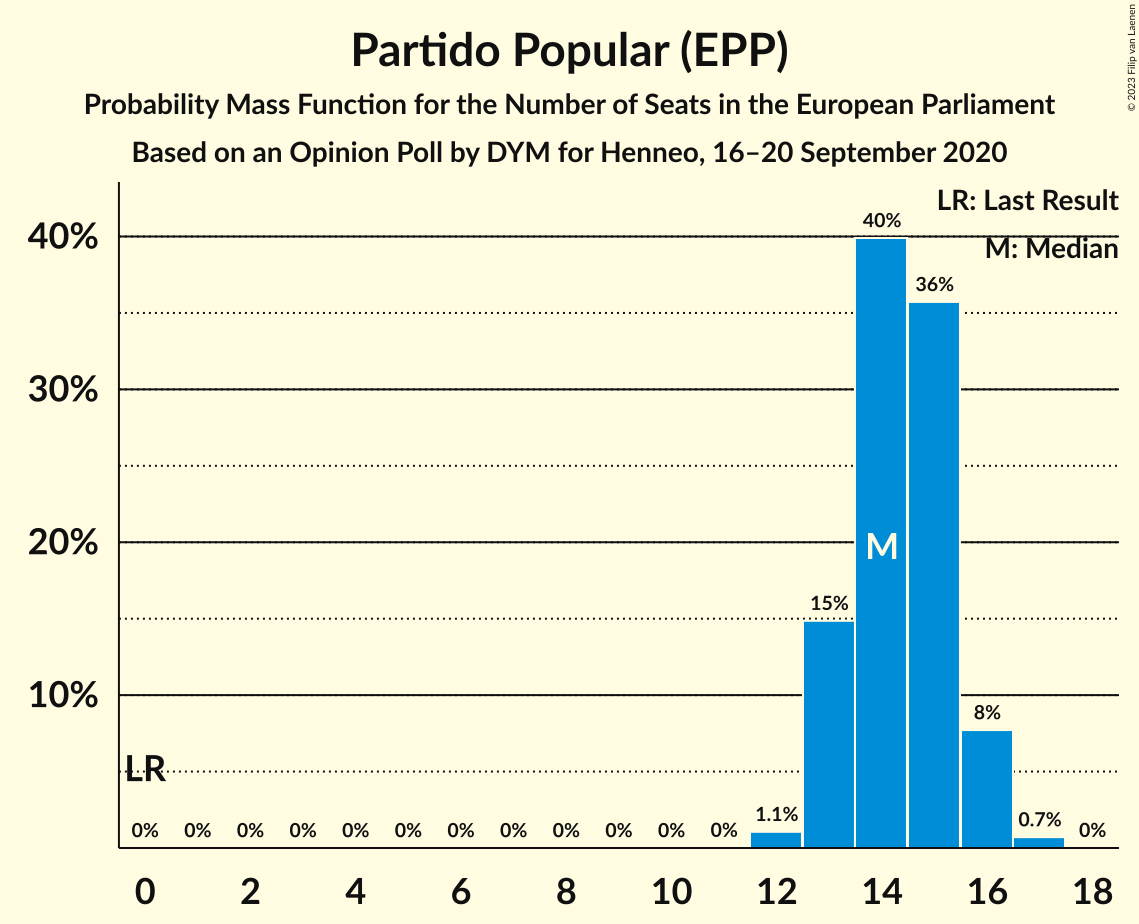 Partido Popular (EPP)
Probability Mass Function for the Number of Seats in the European Parliament
Based on an Opinion Poll by DYM for Henneo, 16–20 September 2020
© 2023 Filip van Laenen
LR: Last Result
M: Median
40%
30%
20%
10%
40%
36%
M
15%
8%
LR
0% 0% 0% 0% 0% 0% 0% 0% 0% 0% 0% 0% 1.1% 0.7% 0%
0 2 4 6 8 10 12 14 16 18